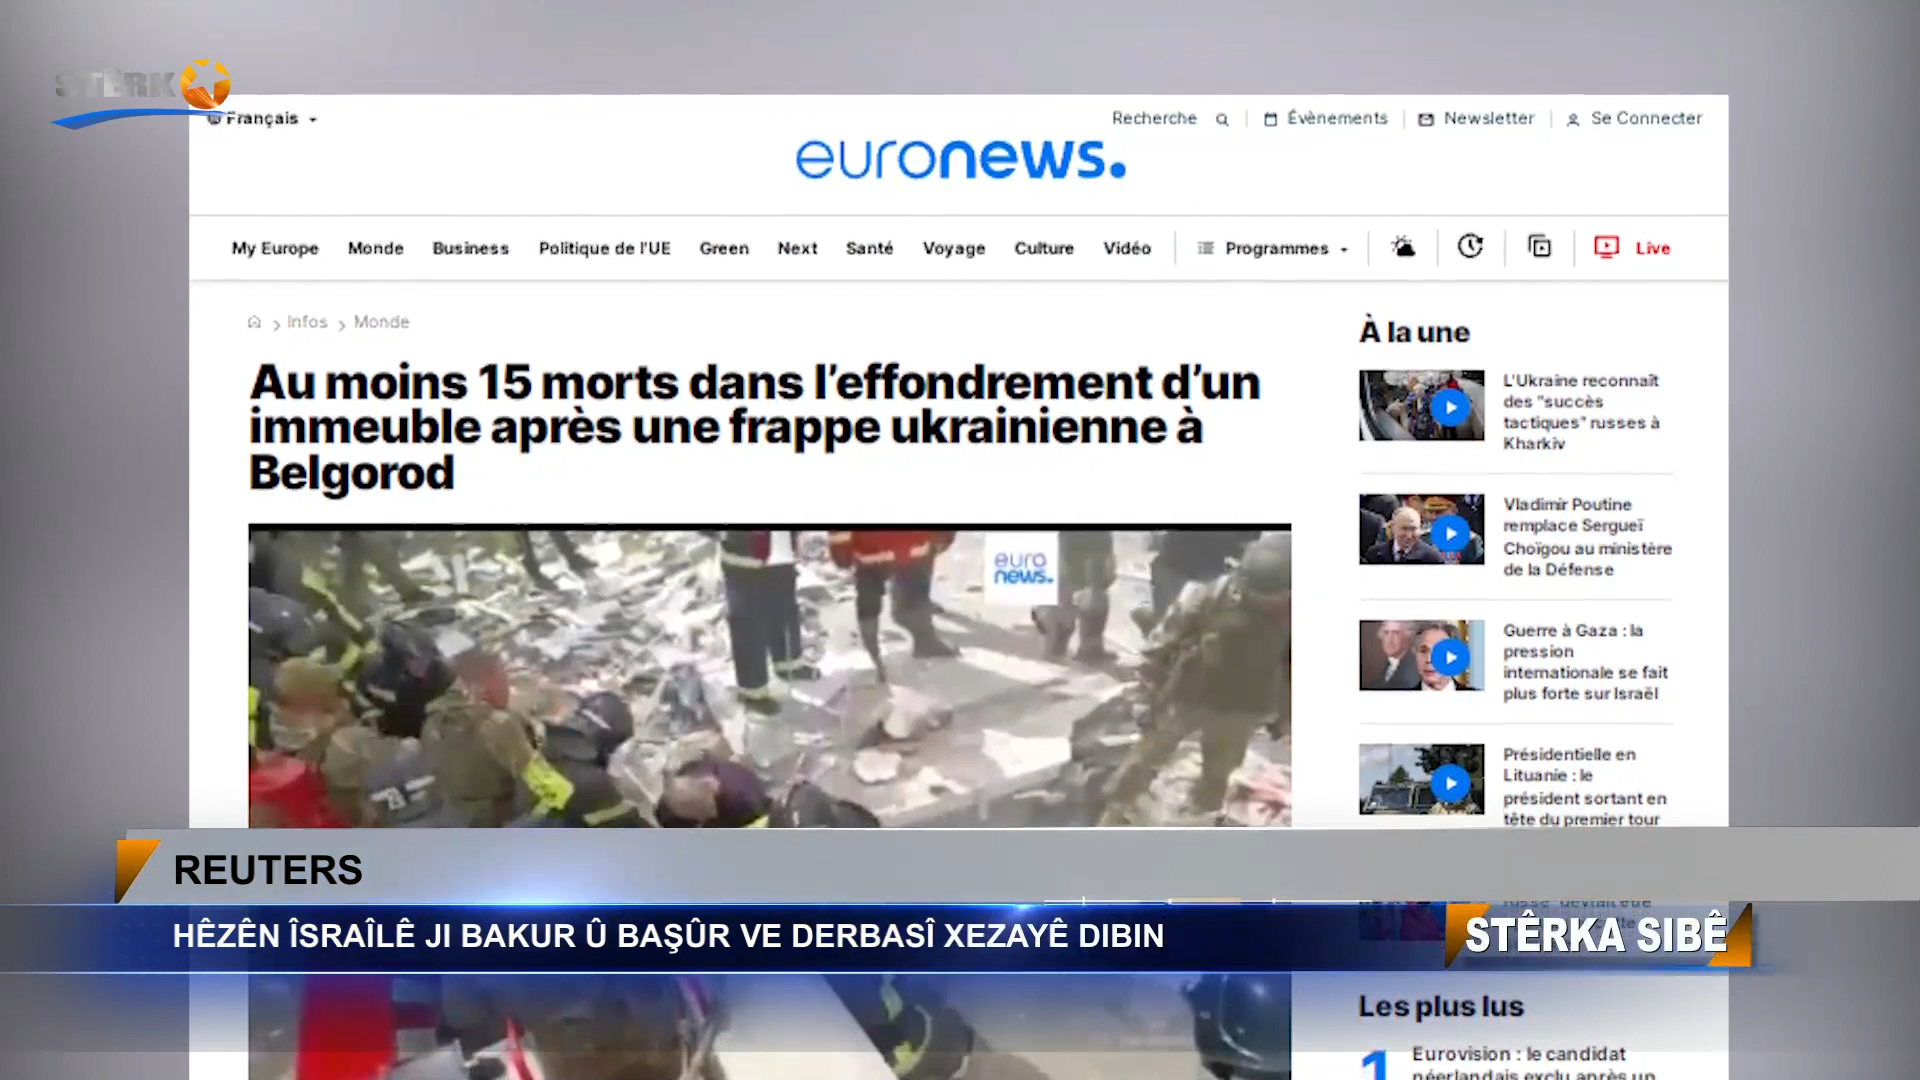 STÊRK
Français
Recherche
Évènements
Newsletter
Se Connecter
euronews.
My Europe
Monde
Business
Politique de l'UE
Green
Next
Santé
Voyage
Culture
Vidéo
Programmes
Live
Infos
Monde
Au moins 15 morts dans l’effondrement d’un
immeuble après une frappe ukrainienne à
Belgorod
euro
news.
À la une
L'Ukraine reconnaît
des "succès
tactiques" russes à
Kharkiv
Vladimir Poutine
remplace Sergueï
Choïgou au ministère
de la Défense
Guerre à Gaza : la
pression
internationale se fait
plus forte sur Israël
Présidentielle en
Lituanie : le
président sortant en
tête du premier tour
REUTERS
HÊZÊN ÎSRAÎLÊ JI BAKUR Û BAŞÛR VE DERBASÎ XEZAYÊ DIBIN
STÊRKA SIBÊ
Les plus lus
1
Eurovision : le candidat
néerlandais exclu après un